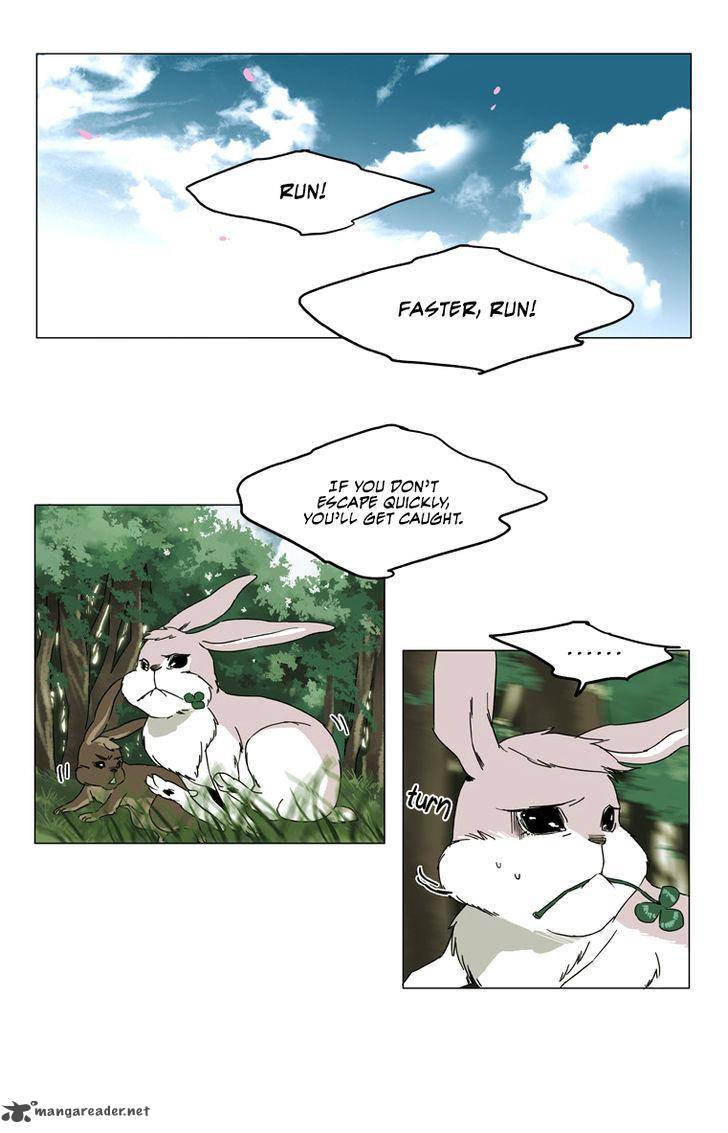 RUN!
FASTER, RUN!
IF YOU DON'T
ESCAPE QUICKLY,
YOU'LL GET CAUGHT.
......
turn
mangareader.net